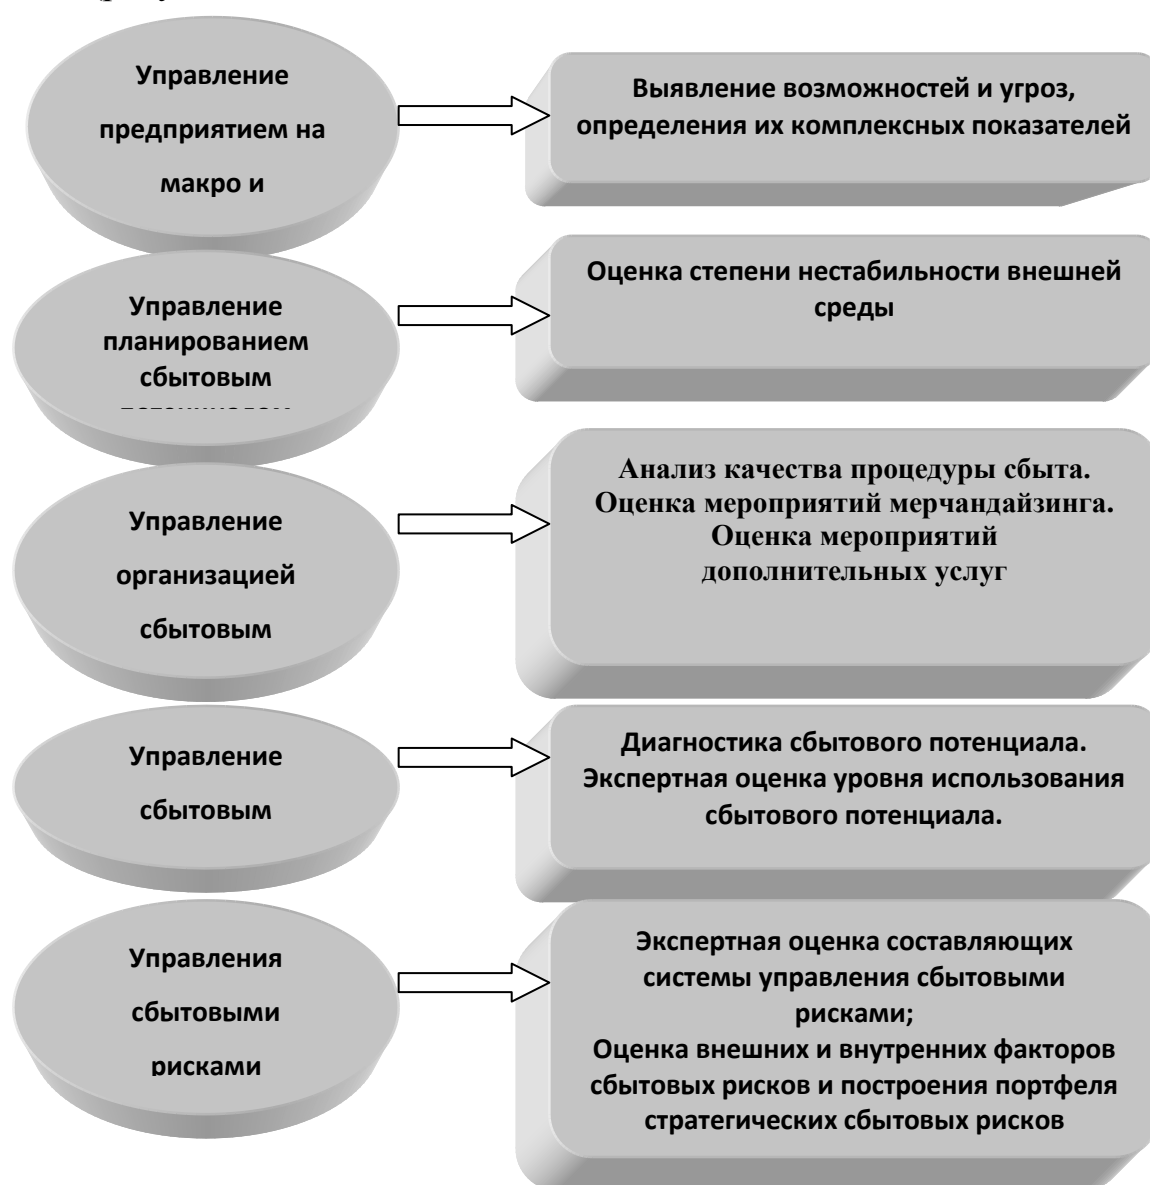 Управление
предприятием на
макро и
Выявление возможностей и угроз,
определения их комплексных показателей
Управление
планированием
сбытовым
Оценка степени нестабильности внешней
среды
Управление
организацией
сбытовым
Анализ качества процедуры сбыта.
Оценка мероприятий мерчандайзинга.
Оценка мероприятий
дополнительных услуг
Управление
сбытовым
Диагностика сбытового потенциала.
Экспертная оценка уровня использования
сбытового потенциала.
Управления
сбытовыми
рисками
Экспертная оценка составляющих
системы управления сбытовыми
рисками;
Оценка внешних и внутренних факторов
сбытовых рисков и построения портфеля
стратегических сбытовых рисков